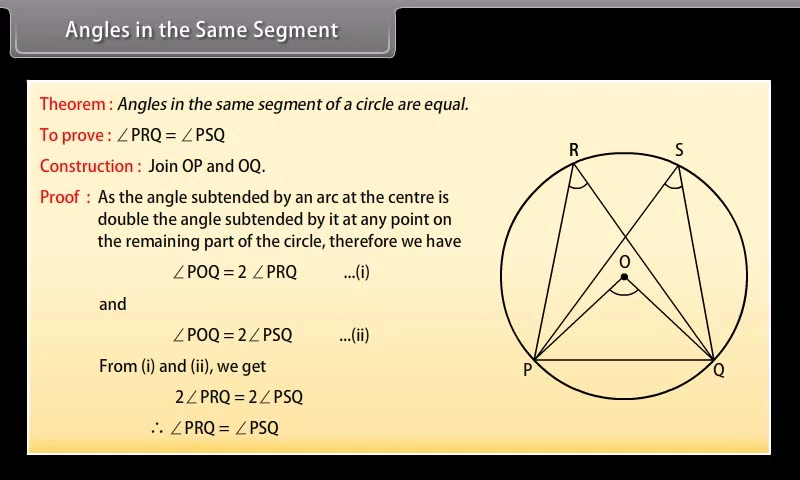 Angles in the Same Segment
Theorem : Angles in the same segment of a circle are equal.
To prove : ∠PRQ = ∠PSQ
Construction : Join OP and OQ.
Proof : As the angle subtended by an arc at the centre is
double the angle subtended by it at any point on
the remaining part of the circle, therefore we have
∠POQ = 2 ∠PRQ ...(i)
and
∠POQ = 2∠PSQ ...(ii)
From (i) and (ii), we get
2∠PRQ = 2∠PSQ
∴ ∠PRQ = ∠PSQ
R S
O
P Q